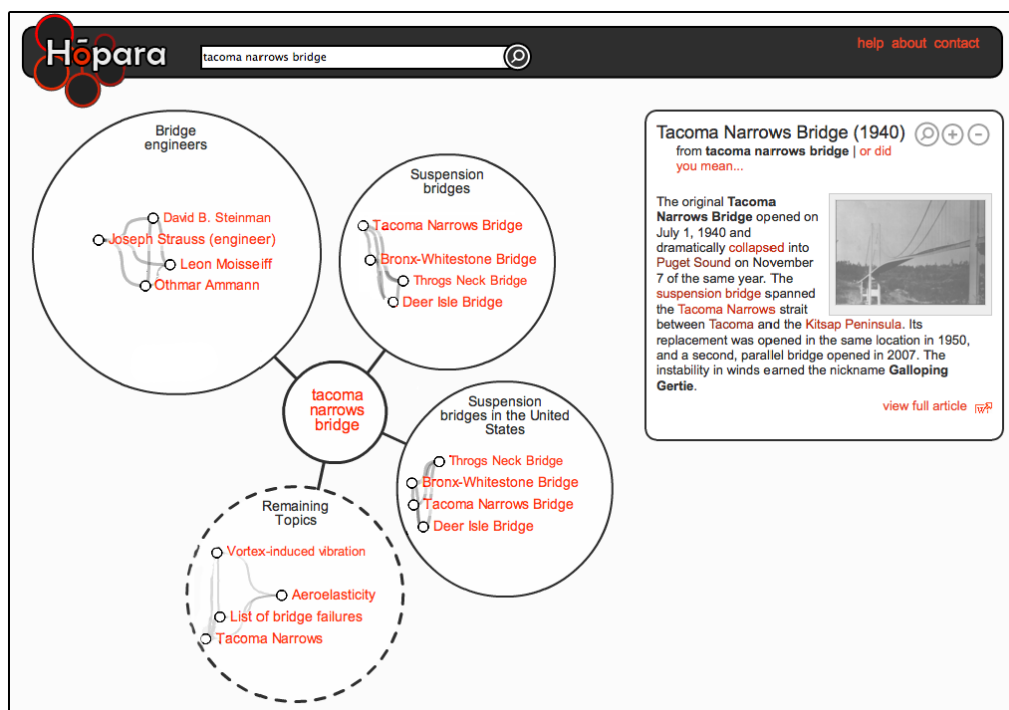 Hōpara
tacoma narrows bridge
help about contact
Bridge
engineers
David B. Steinman
Joseph Strauss (engineer)
Leon Moisseiff
Othmar Ammann
Suspension
bridges
Tacoma Narrows Bridge
Bronx-Whitestone Bridge
Throgs Neck Bridge
Deer Isle Bridge
tacoma
narrows
bridge
Suspension
bridges in the United
States
Throgs Neck Bridge
Bronx-Whitestone Bridge
Tacoma Narrows Bridge
Deer Isle Bridge
Remaining
Topics
Vortex-induced vibration
Aeroelasticity
List of bridge failures
Tacoma Narrows
Tacoma Narrows Bridge (1940)
from tacoma narrows bridge | or did
you mean...
The original Tacoma
Narrows Bridge opened on
July 1, 1940 and
dramatically collapsed into
Puget Sound on November
7 of the same year. The
suspension bridge spanned
the Tacoma Narrows strait
between Tacoma and the Kitsap Peninsula. Its
replacement was opened in the same location in 1950,
and a second, parallel bridge opened in 2007. The
instability in winds earned the nickname Galloping
Gertie.
view full article